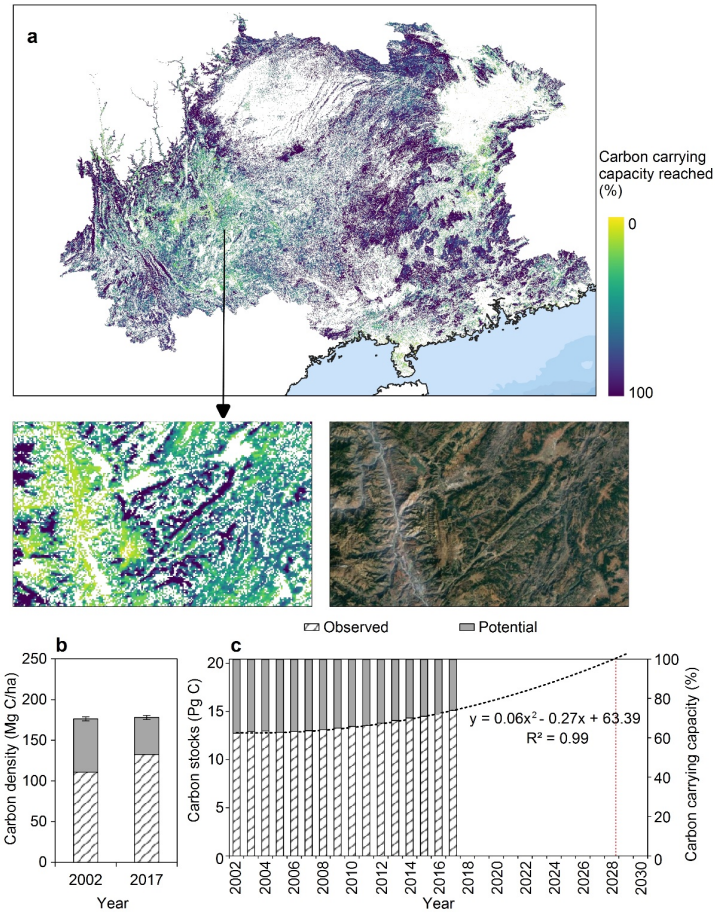 a
Carbon carrying
capacity reached
(%)
0
100
Observed
Potential
b
Carbon density (Mg C/ha)
250
200
150
100
50
0
2002
2017
Year
c
Carbon stocks (Pg C)
20
15
10
5
0
y = 0.06x² - 0.27x + 63.39
R² = 0.99
100
80
60
40
20
0
Carbon carrying capacity (%)
2002
2004
2006
2008
2010
2012
2014
2016
2018
2020
2022
2024
2026
2028
2030
Year